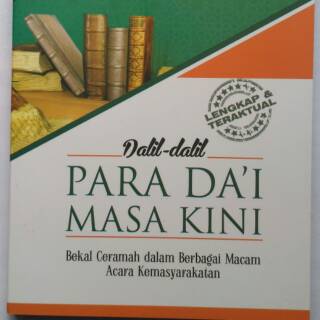 LENGKAP &
TERAKTUAL
Dalil-dalil
PARA DA'I
MASA KINI
Bekal Ceramah dalam Berbagai Macam
Acara Kemasyarakatan